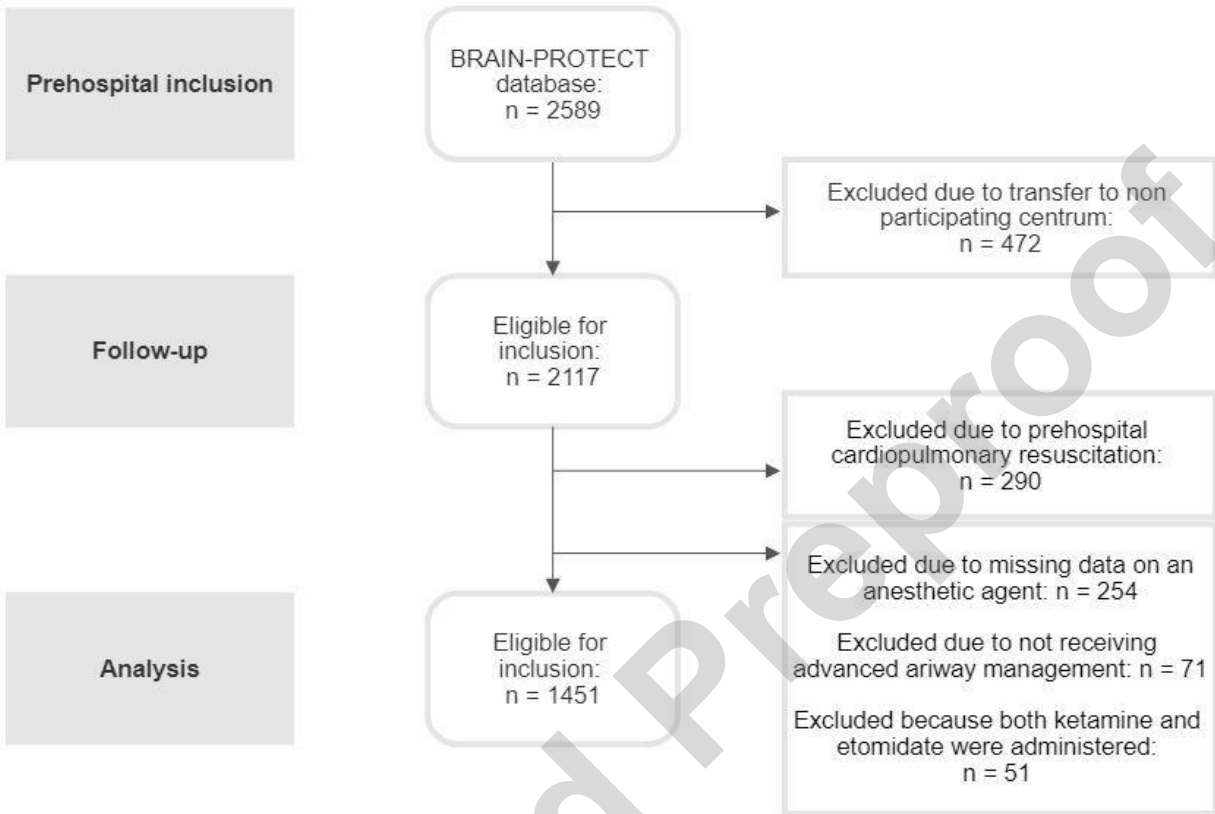 Prehospital inclusion
BRAIN-PROTECT
database:
n = 2589
Excluded due to transfer to non
participating centrum:
n = 472
Follow-up
Eligible for
inclusion:
n = 2117
Excluded due to prehospital
cardiopulmonary resuscitation:
n = 290
Excluded due to missing data on an
anesthetic agent: n = 254
Excluded due to not receiving
advanced ariway management: n = 71
Excluded because both ketamine and
etomidate were administered:
n = 51
Analysis
Eligible for
inclusion:
n = 1451
d Preproof